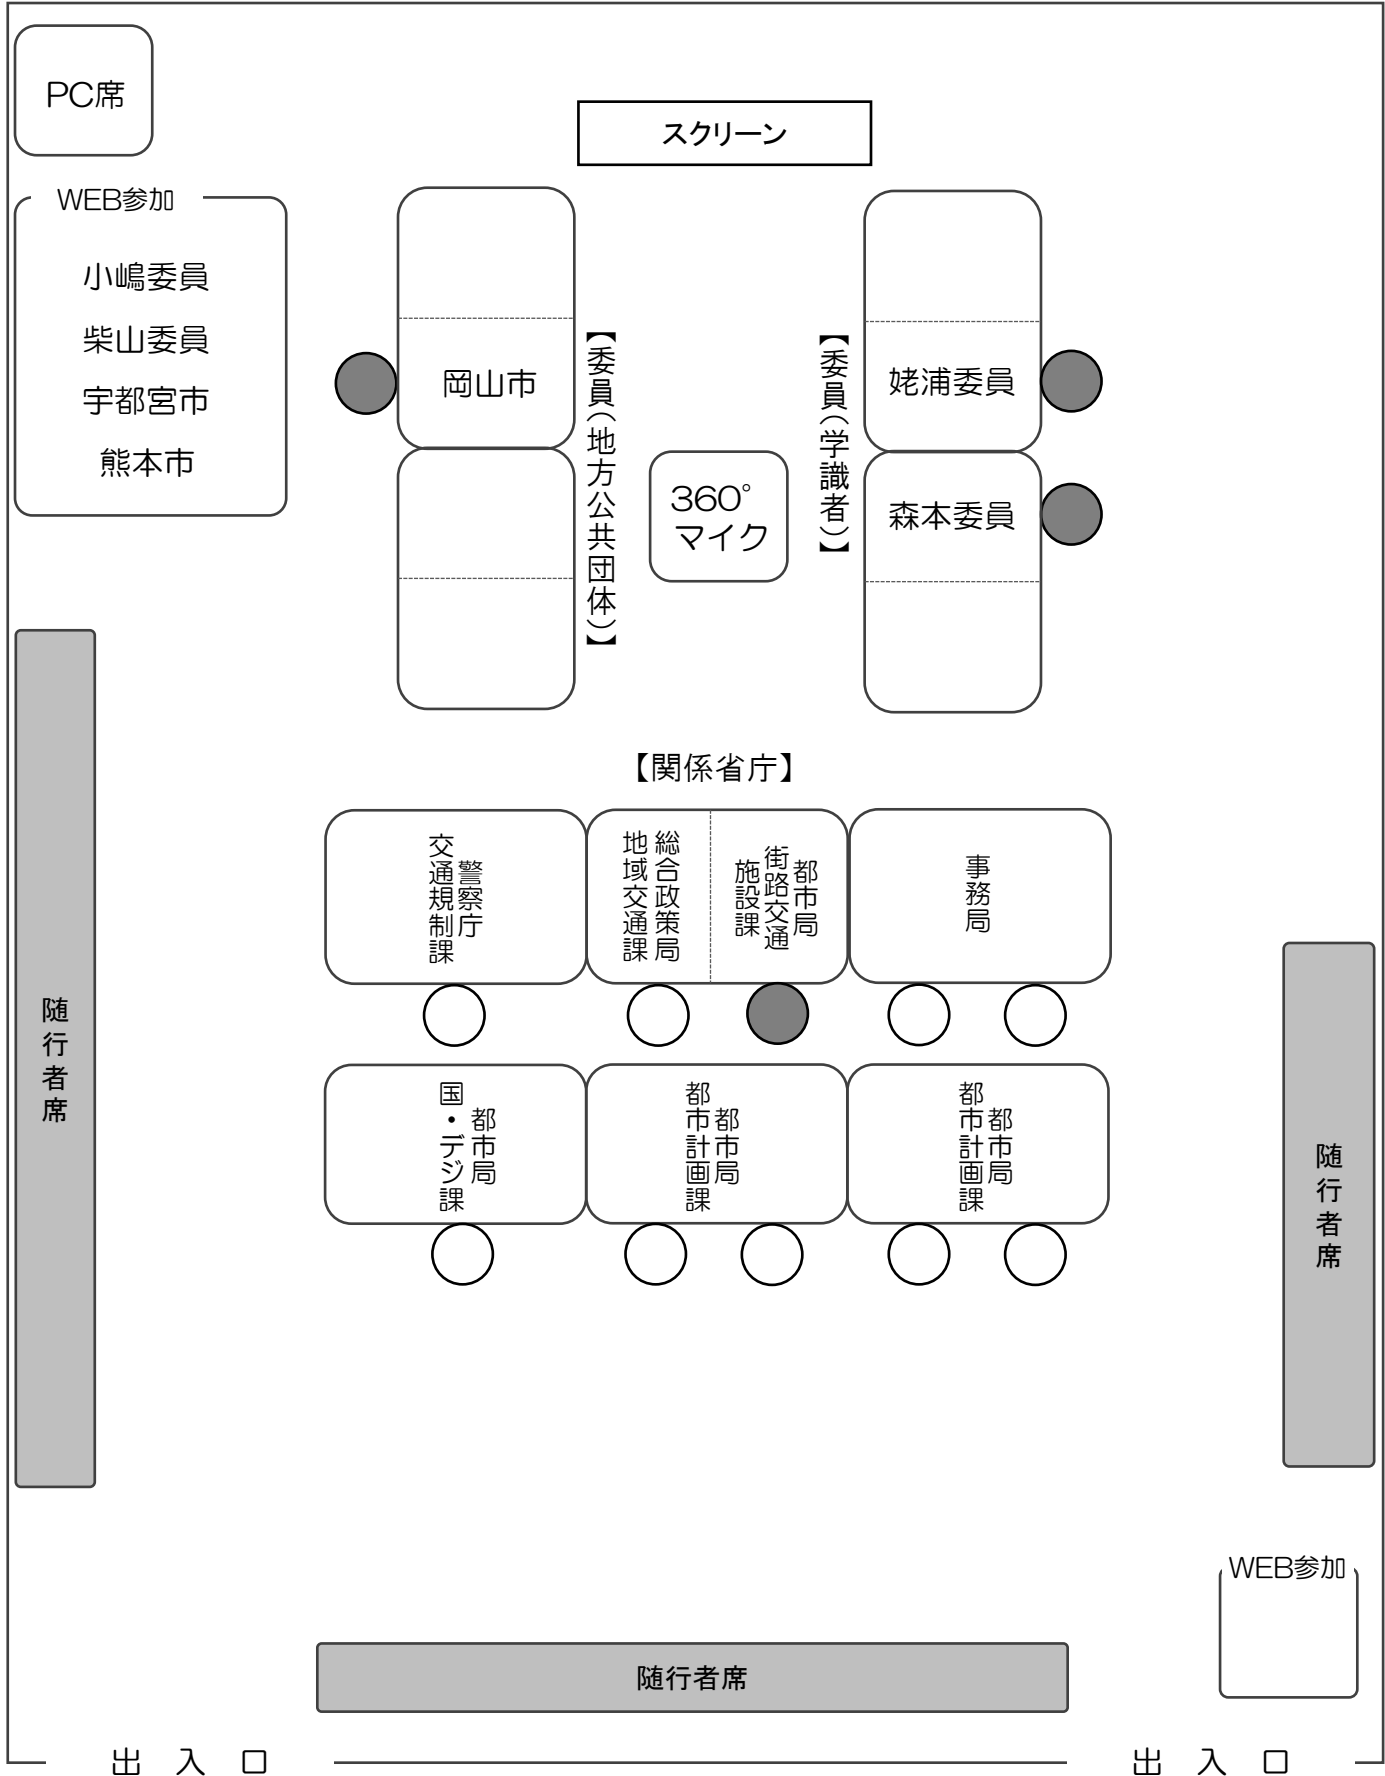 PC席
スクリーン
WEB参加
小嶋委員
柴山委員
宇都宮市
熊本市
岡山市
【委員(地方公共団体)】
360°
マイク
【委員(学識者)】
姥浦委員
森本委員
【関係省庁】
警察庁
交通規制課
総合政策局
地域交通課
都市局
街路交通
施設課
事務局
都市局
国・デジ課
都市局
都市計画課
都市局
都市計画課
随行者席
随行者席
WEB参加
随行者席
出 入 口
出 入 口